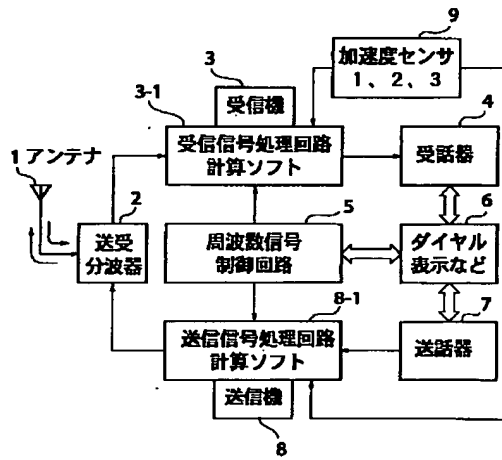 9
加速度センサ
1、2、3
3
受信機
3-1
受信信号処理回路
計算ソフト
4
受話器
1 アンテナ
2
送受
分波器
5
周波数信号
制御回路
6
ダイヤル
表示など
8-1
送信信号処理回路
計算ソフト
7
送話器
送信機
8